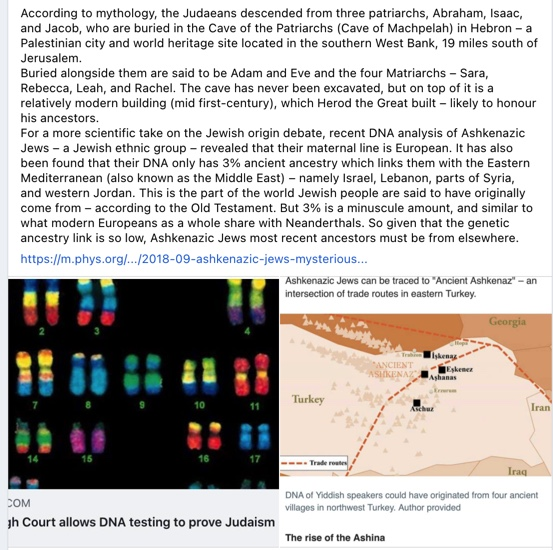 According to mythology, the Judaeans descended from three patriarchs, Abraham, Isaac,
and Jacob, who are buried in the Cave of the Patriarchs (Cave of Machpelah) in Hebron – a
Palestinian city and world heritage site located in the southern West Bank, 19 miles south of
Jerusalem.
Buried alongside them are said to be Adam and Eve and the four Matriarchs – Sara,
Rebecca, Leah, and Rachel. The cave has never been excavated, but on top of it is a
relatively modern building (mid first-century), which Herod the Great built – likely to honour
his ancestors.
For a more scientific take on the Jewish origin debate, recent DNA analysis of Ashkenazic
Jews – a Jewish ethnic group – revealed that their maternal line is European. It has also
been found that their DNA only has 3% ancient ancestry which links them with the Eastern
Mediterranean (also known as the Middle East) – namely Israel, Lebanon, parts of Syria,
and western Jordan. This is the part of the world Jewish people are said to have originally
come from – according to the Old Testament. But 3% is a minuscule amount, and similar to
what modern Europeans as a whole share with Neanderthals. So given that the genetic
ancestry link is so low, Ashkenazic Jews most recent ancestors must be from elsewhere.
https://m.phys.org/.../2018-09-ashkenazic-jews-mysterious...
2 3 4
7 8 9 10 11
14 15 16 17
COM
gh Court allows DNA testing to prove Judaism
Ashkenazic Jews can be traced to "Ancient Ashkenaz" – an
intersection of trade routes in eastern Turkey.
Georgia
Hopa
Trabzon
Işkenaz
"ANCIENT
ASHKENAZ"
Eşkenez
Aşhanas
Erzurum
Turkey
Aschuz
Iran
Trade routes
Iraq
DNA of Yiddish speakers could have originated from four ancient
villages in northwest Turkey. Author provided
The rise of the Ashina